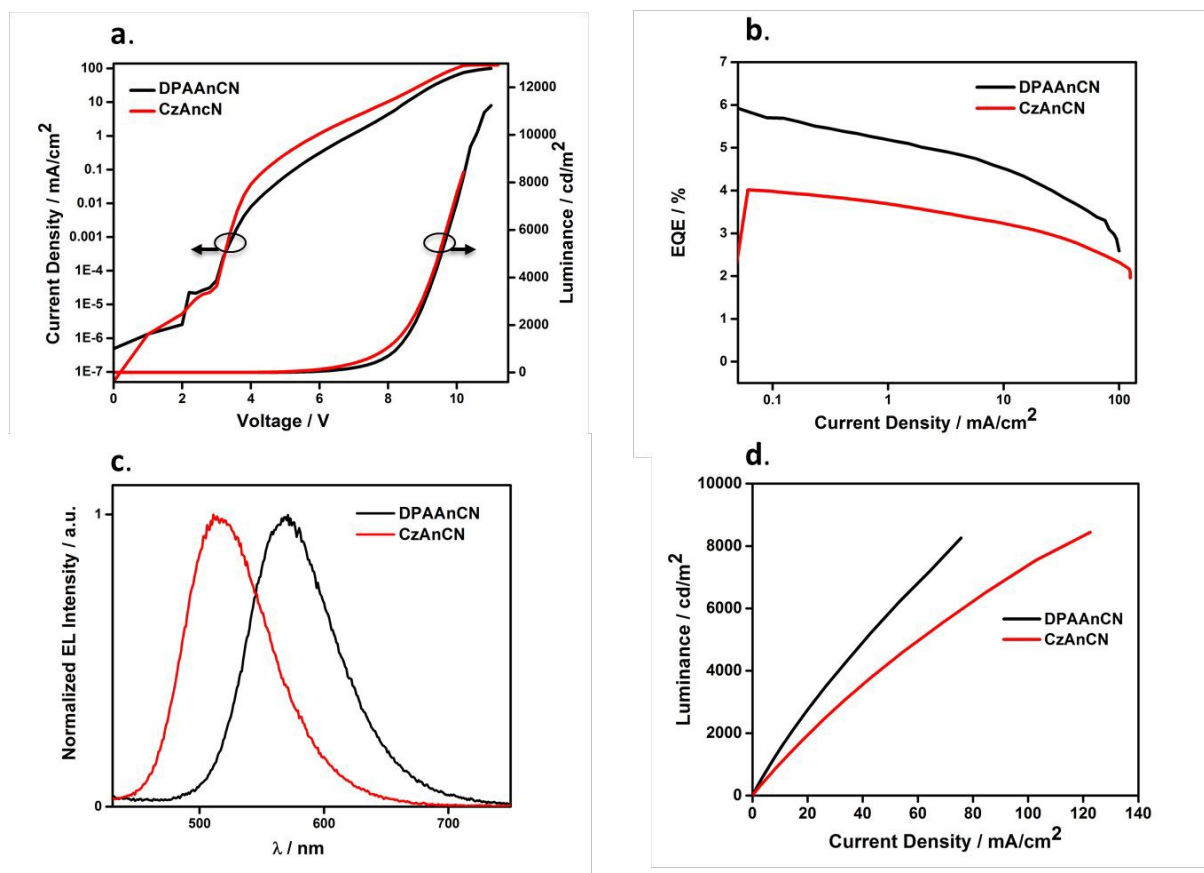 a.
DPAAnCN
CzAncN
Current Density / mA/cm2
100
10
1
0.1
0.01
0.001
1E-4
1E-5
1E-6
1E-7
12000
10000
8000
6000
4000
2000
0
Luminance / cd/m2
0 2 4 6 8 10
Voltage / V
b.
DPAAnCN
CzAnCN
EQE / %
7
6
5
4
3
2
1
0
0.1 1 10 100
Current Density / mA/cm2
c.
DPAAnCN
CzAnCN
Normalized EL Intensity / a.u.
1
0
500 600 700
λ / nm
d.
DPAAnCN
CzAnCN
Luminance / cd/m2
10000
8000
6000
4000
2000
0
0 20 40 60 80 100 120 140
Current Density / mA/cm2